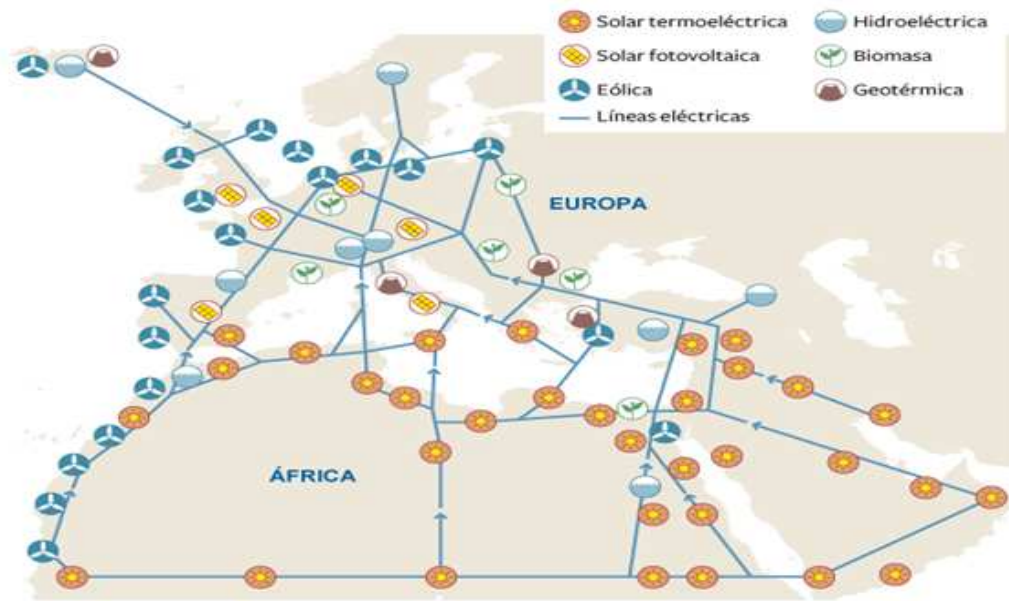 Solar termoeléctrica
Hidroeléctrica
Solar fotovoltaica
Biomasa
Eólica
Geotérmica
Líneas eléctricas
EUROPA
ÁFRICA